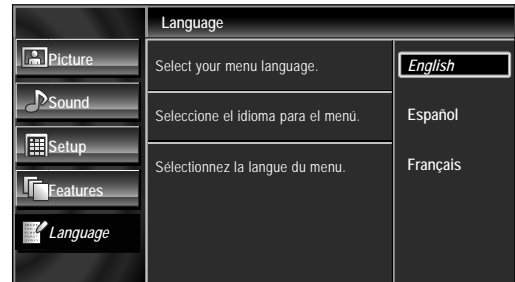 Language
Picture
Sound
Setup
Features
Language
Select your menu language.
Seleccione el idioma para el menú.
Sélectionnez la langue du menu.
English
Español
Français